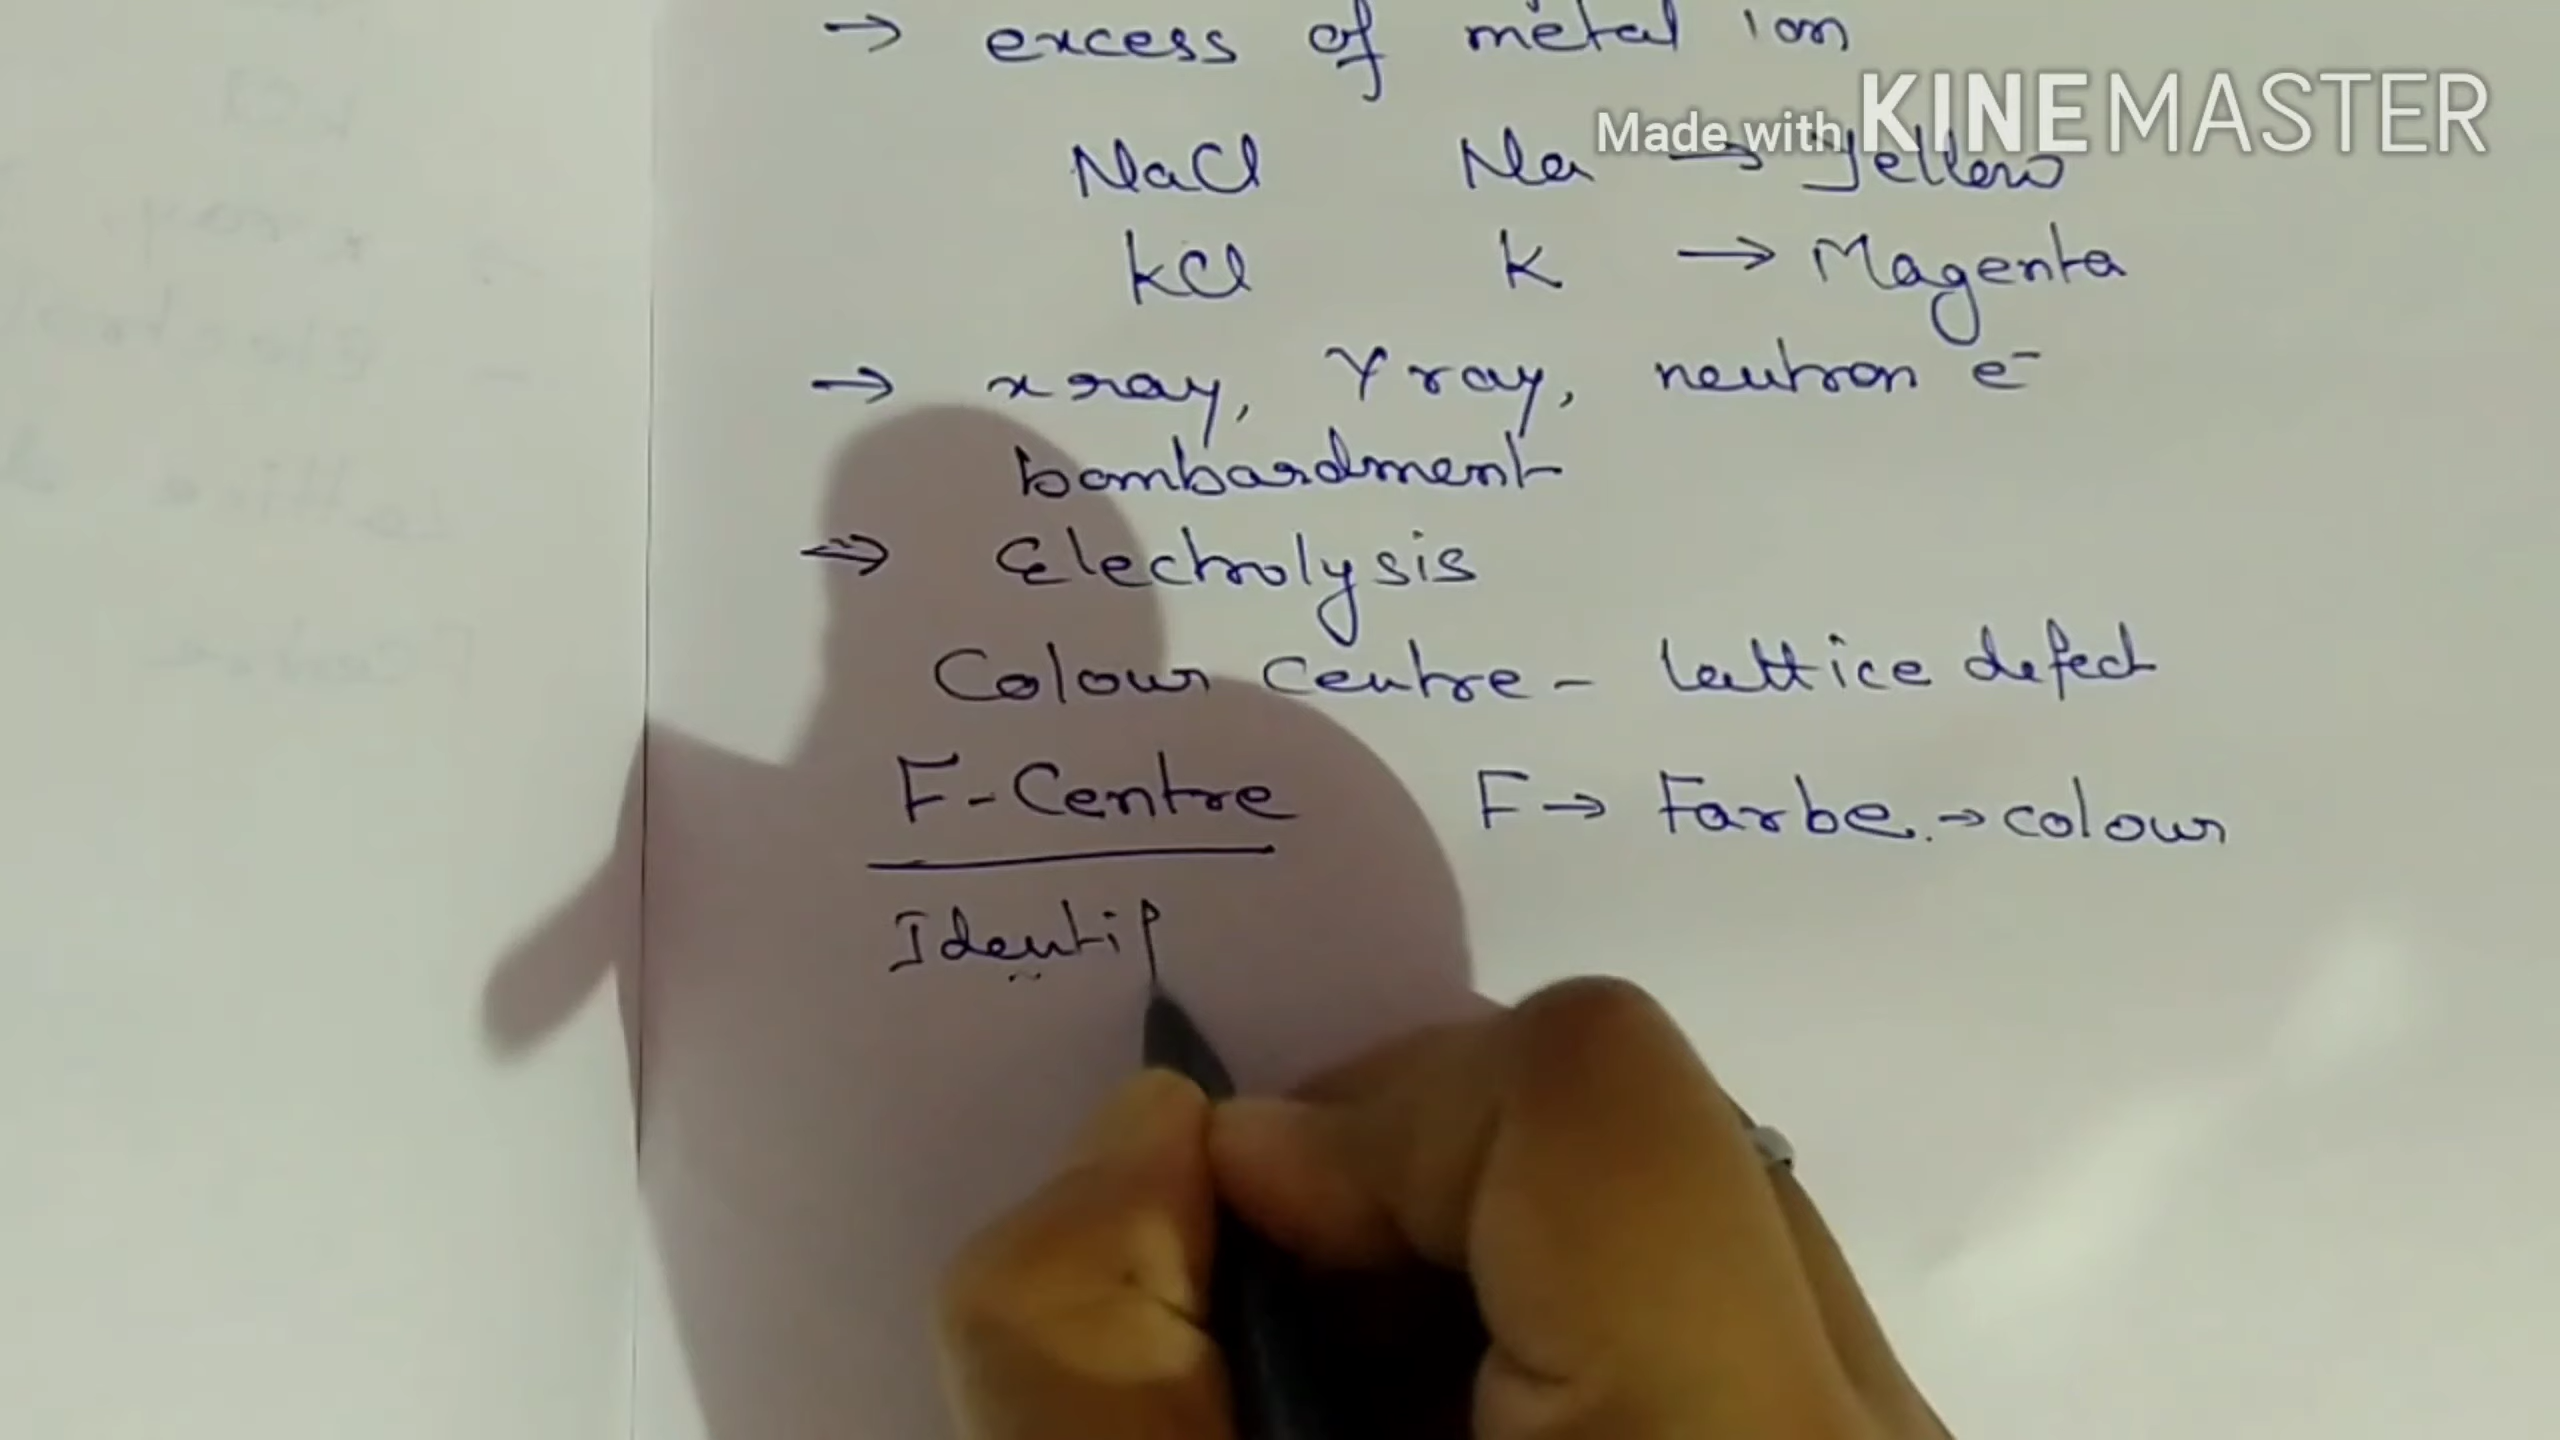 → excess of metal ion
Made with KINEMASTER
NaCl Na → Yellow
KCl K → Magenta
→ x ray, γ ray, neutron e⁻
bombardment
⇒ Electrolysis
Colour Centre - lattice defect
F-Centre F → Farbe. → colour
Identif